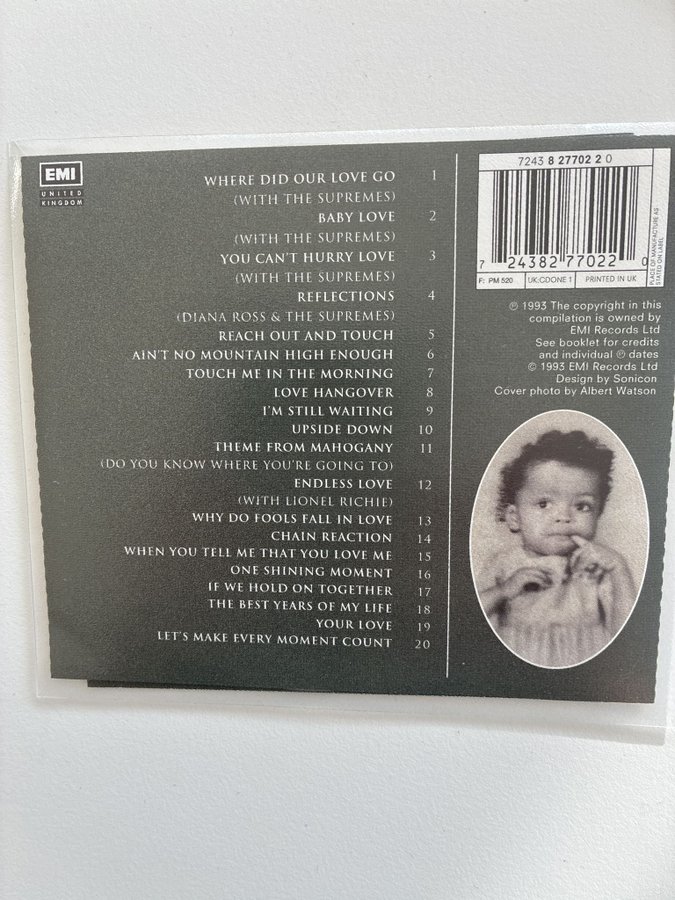 EMI
UNITED
KINGDOM
WHERE DID OUR LOVE GO 1
(WITH THE SUPREMES)
BABY LOVE 2
(WITH THE SUPREMES)
YOU CAN'T HURRY LOVE 3
(WITH THE SUPREMES)
REFLECTIONS 4
(DIANA ROSS & THE SUPREMES)
REACH OUT AND TOUCH 5
AIN'T NO MOUNTAIN HIGH ENOUGH 6
TOUCH ME IN THE MORNING 7
LOVE HANGOVER 8
I'M STILL WAITING 9
UPSIDE DOWN 10
THEME FROM MAHOGANY 11
(DO YOU KNOW WHERE YOU'RE GOING TO)
ENDLESS LOVE 12
(WITH LIONEL RICHIE)
WHY DO FOOLS FALL IN LOVE 13
CHAIN REACTION 14
WHEN YOU TELL ME THAT YOU LOVE ME 15
ONE SHINING MOMENT 16
IF WE HOLD ON TOGETHER 17
THE BEST YEARS OF MY LIFE 18
YOUR LOVE 19
LET'S MAKE EVERY MOMENT COUNT 20
7243 8 27702 2 0
7 24382 77022 0
PLACE OF MANUFACTURE AS
STATED ON LABEL
F: PM 520 UK:CDONE 1 PRINTED IN UK
℗ 1993 The copyright in this
compilation is owned by
EMI Records Ltd
See booklet for credits
and individual ℗ dates
© 1993 EMI Records Ltd
Design by Sonicon
Cover photo by Albert Watson